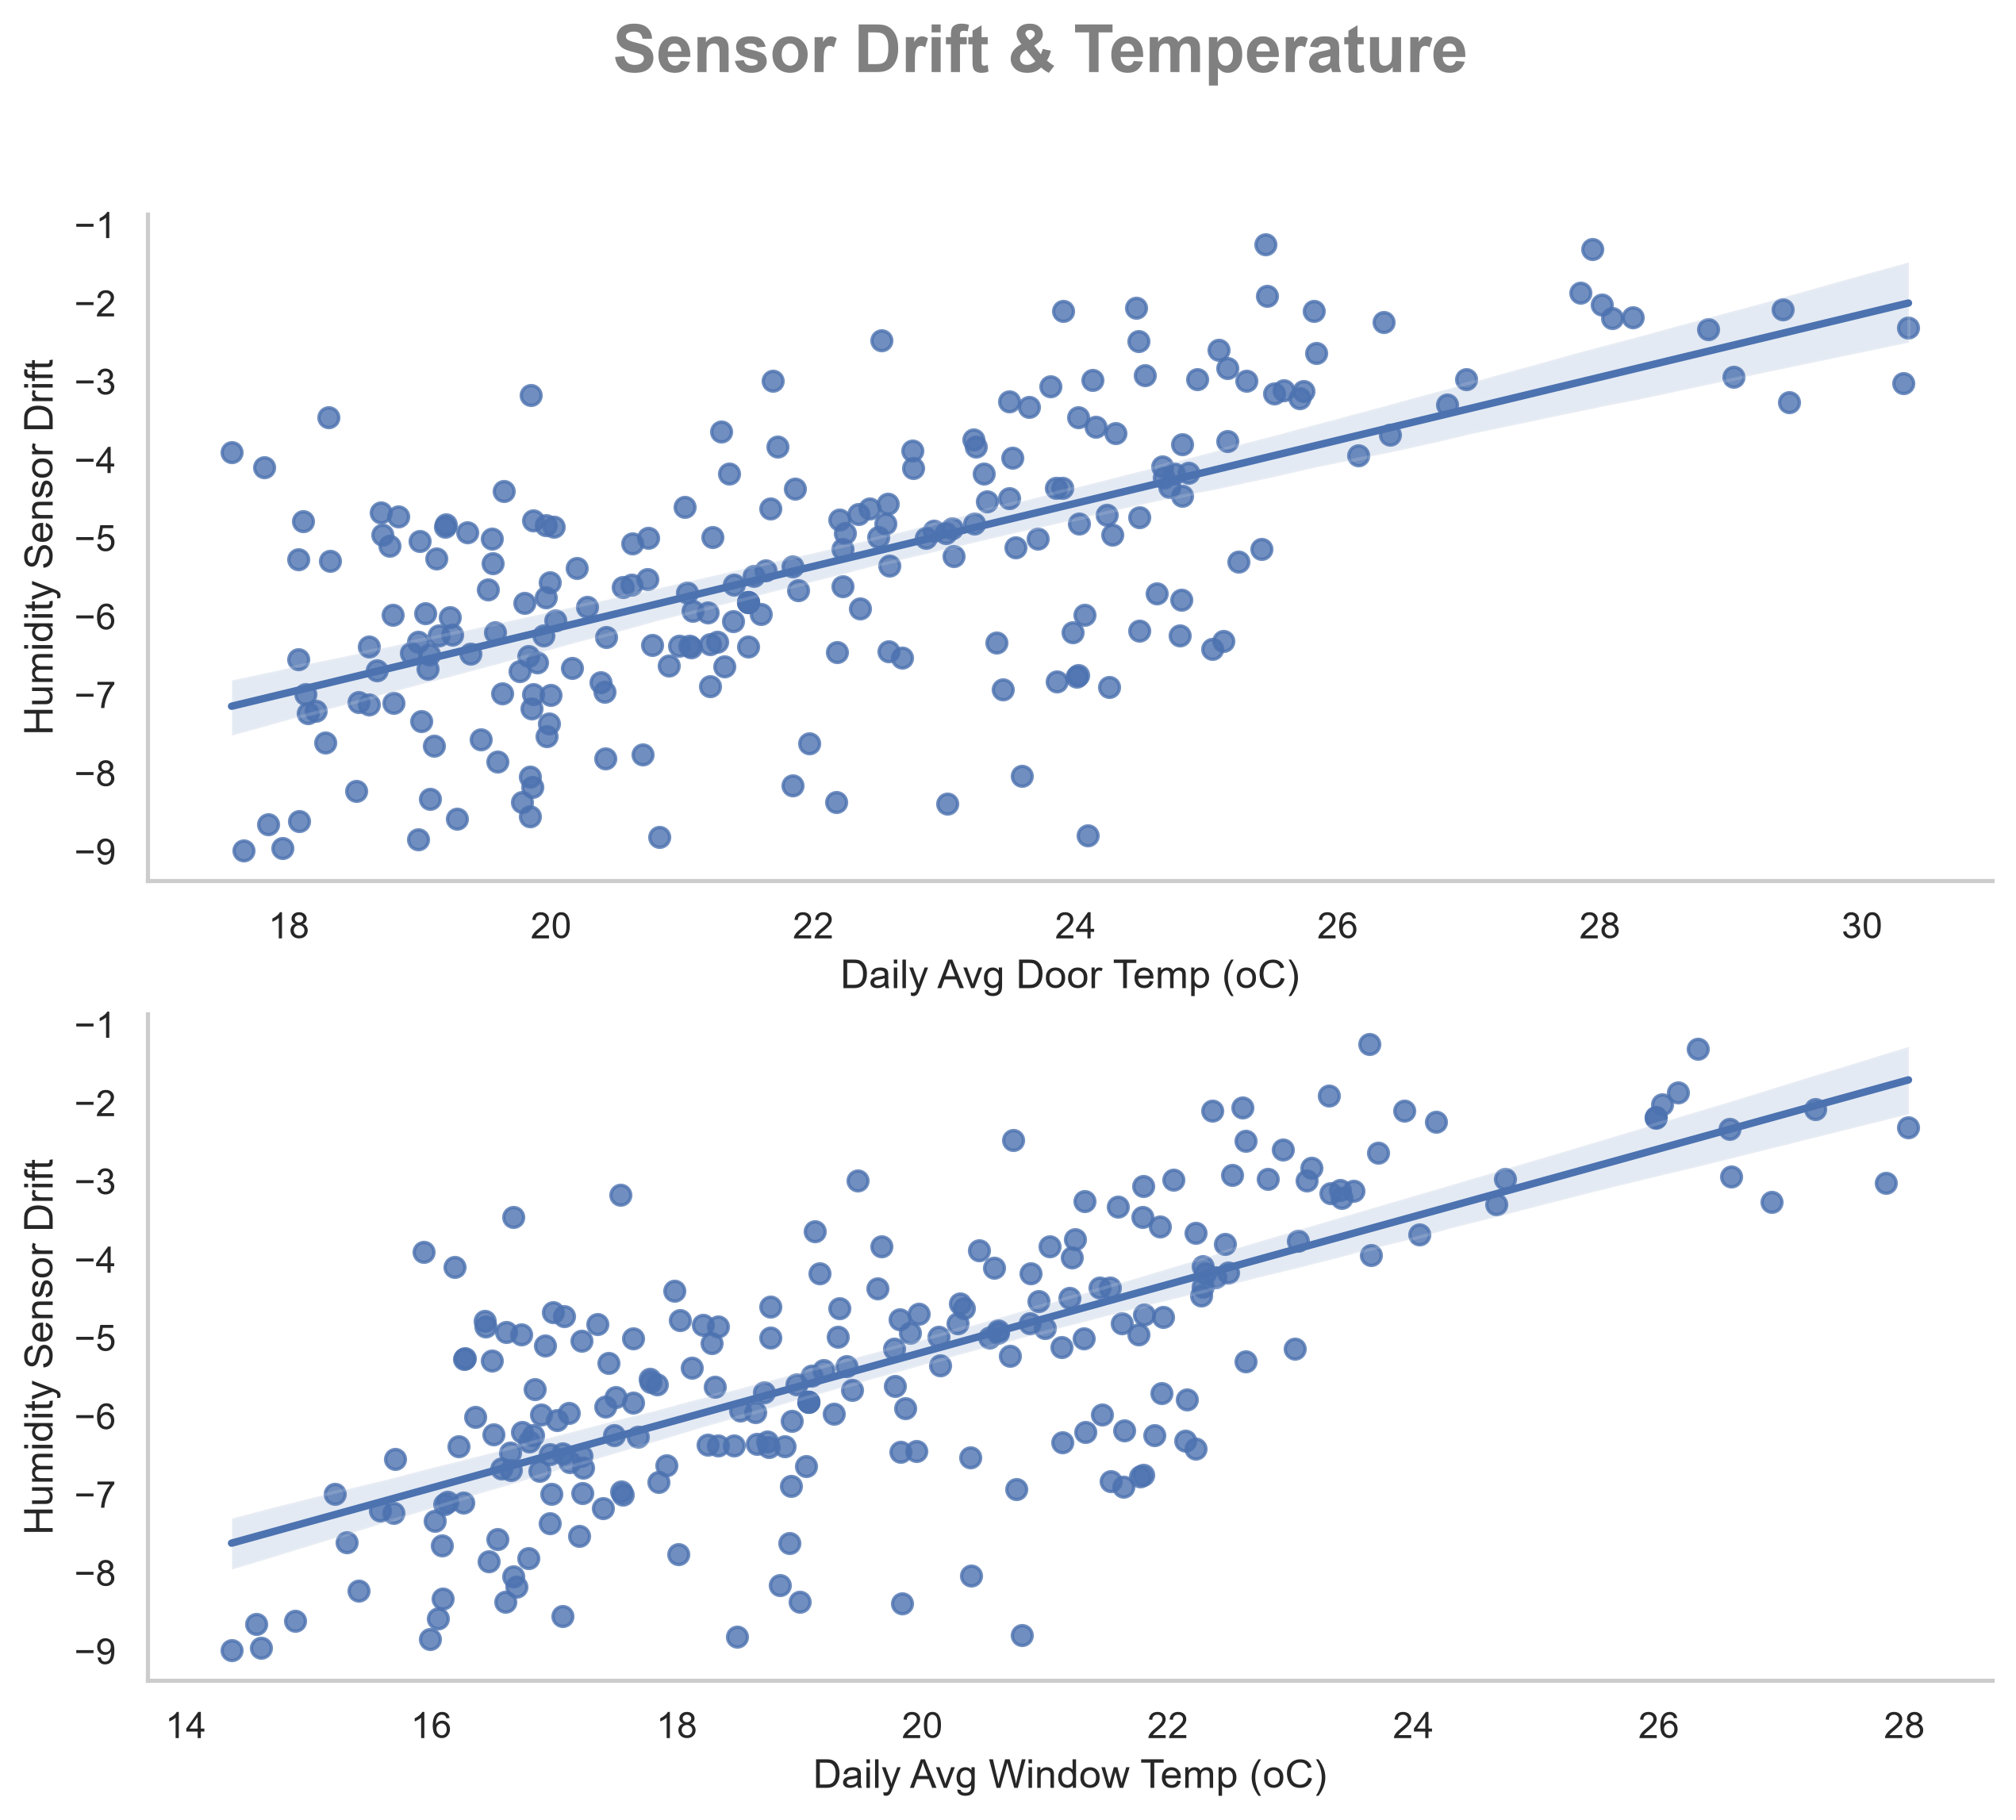 Sensor Drift & Temperature
−1
−2
−3
−4
−5
−6
−7
−8
−9
Humidity Sensor Drift
18 20 22 24 26 28 30
Daily Avg Door Temp (oC)
−1
−2
−3
−4
−5
−6
−7
−8
−9
Humidity Sensor Drift
14 16 18 20 22 24 26 28
Daily Avg Window Temp (oC)